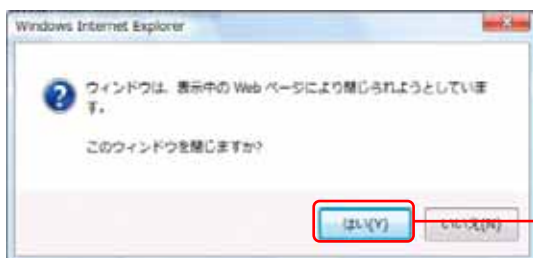 Windows Internet Explorer
ウィンドウは、表示中の Web ページにより閉じられようとしていま
す。
このウィンドウを閉じますか?
はい(Y)
いいえ(N)